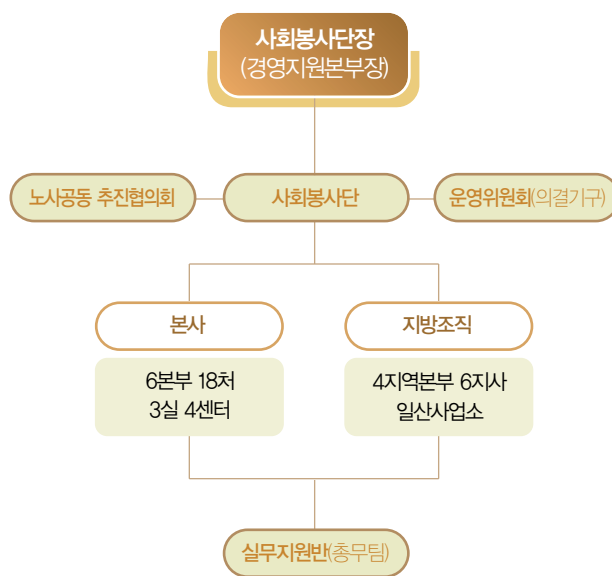 사회봉사단장
(경영지원본부장)
노사공동 추진협의회
사회봉사단
운영위원회(의결기구)
본사
지방조직
6본부 18처
3실 4센터
4지역본부 6지사
일산사업소
실무지원반(총무팀)